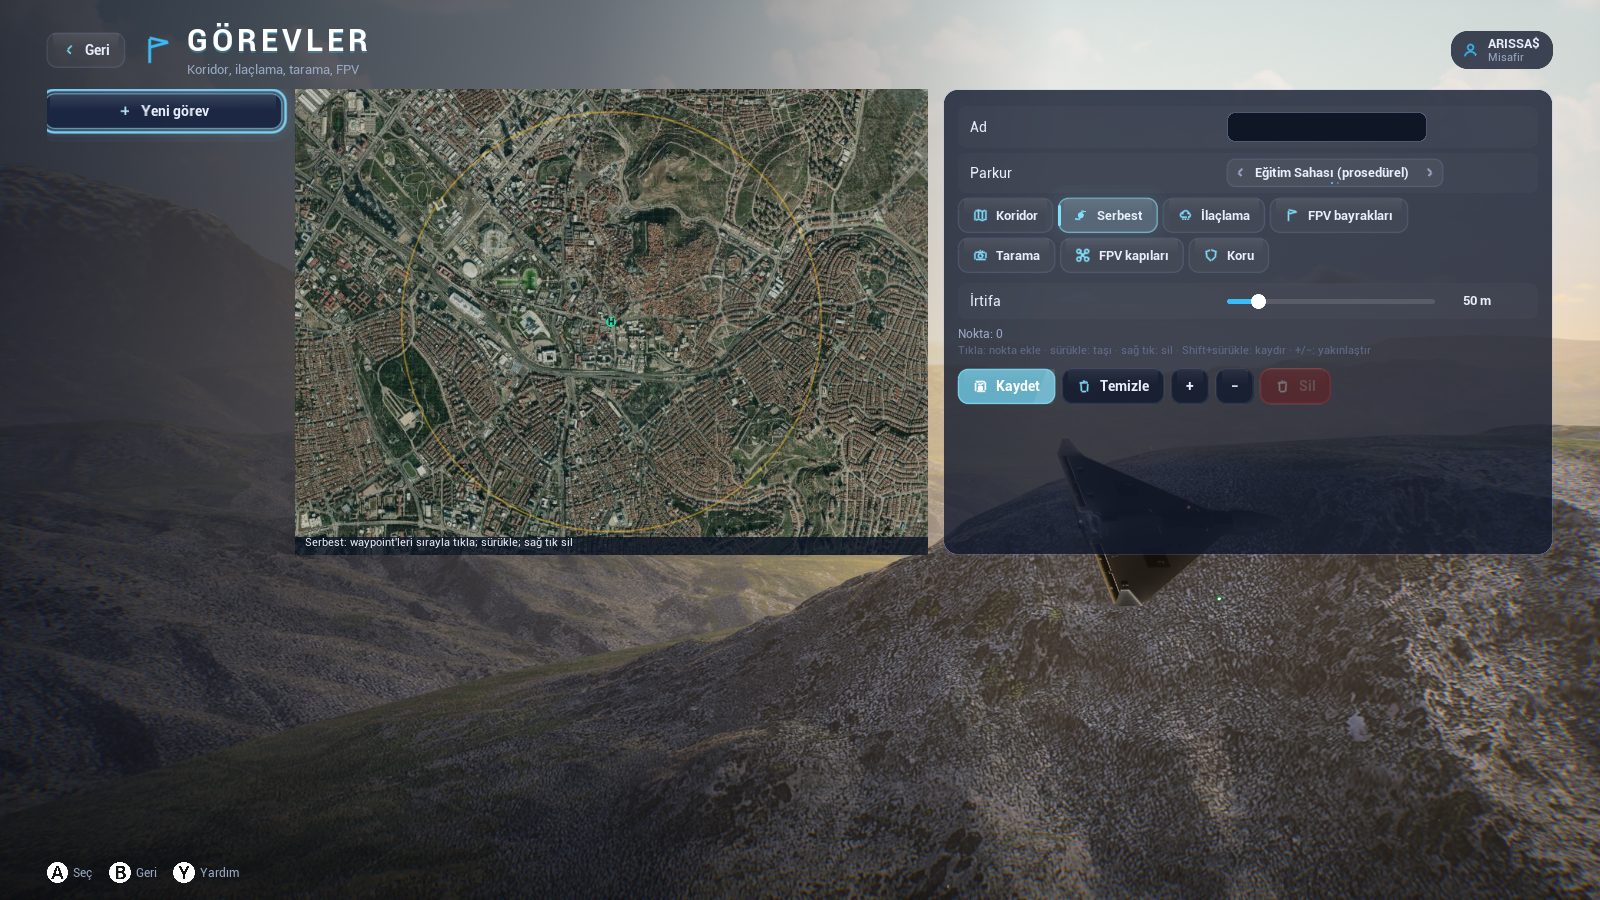 Geri
GÖREVLER
Koridor, ilaçlama, tarama, FPV
ARISSA$
Misafir
+ Yeni görev
Ad
Parkur
Eğitim Sahası (prosedürel)
Koridor
Serbest
İlaçlama
FPV bayrakları
Tarama
FPV kapıları
Koru
İrtifa
50 m
Nokta: 0
Tıkla: nokta ekle · sürükle: taşı · sağ tık: sil · Shift+sürükle: kaydır · +/−: yakınlaştır
Kaydet
Temizle
+
−
Sil
H
Serbest: waypoint'leri sırayla tıkla; sürükle; sağ tık sil
A Seç
B Geri
Y Yardım